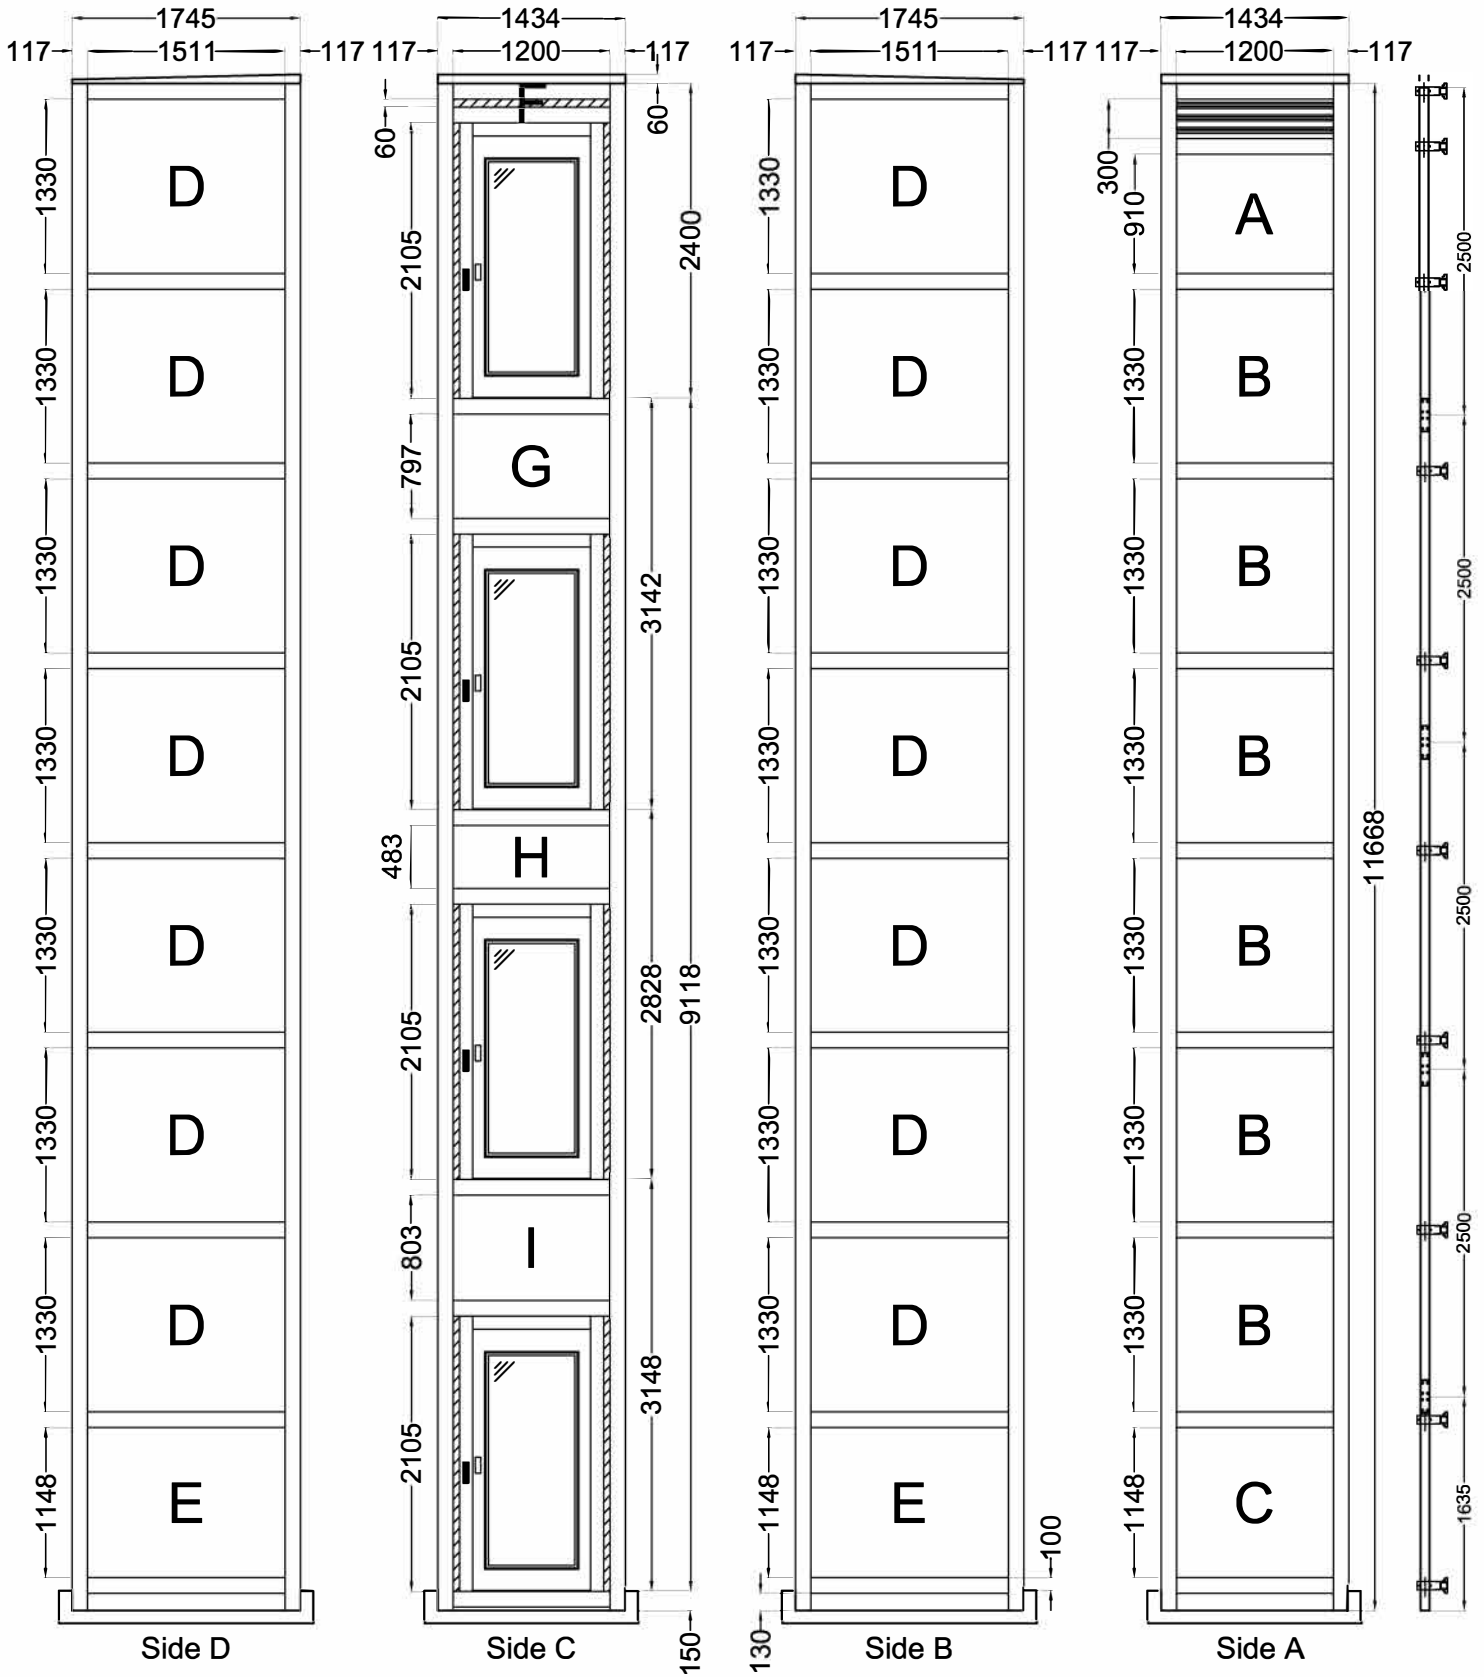 1745
117 1511 117
1330
D
1330
D
1330
D
1330
D
1330
D
1330
D
1330
D
1148
E
Side D
1434
117 1200 117
60
60
F
2105
2400
797
G
3142
2105
483
H
2828
9118
2105
803
I
3148
2105
150
Side C
1745
117 1511 117
1330
D
1330
D
1330
D
1330
D
1330
D
1330
D
1330
D
1148
E
100
130
Side B
1434
117 1200 117
300
910
A
1330
B
1330
B
1330
B
1330
B
1330
B
1330
B
1148
C
11668
Side A
2500
2500
2500
2500
1635